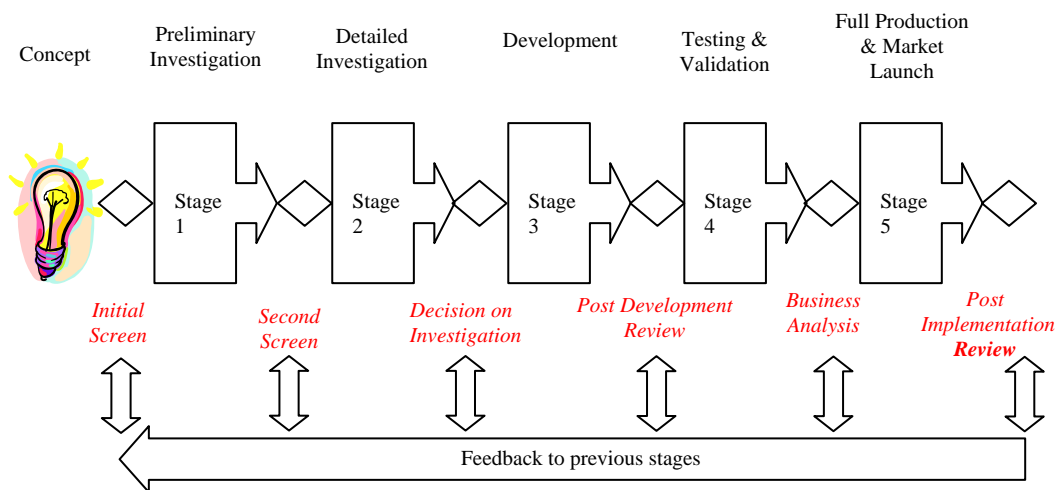 Concept
Preliminary
Investigation
Detailed
Investigation
Development
Testing &
Validation
Full Production
& Market
Launch
Stage
1
Stage
2
Stage
3
Stage
4
Stage
5
Initial
Screen
Second
Screen
Decision on
Investigation
Post Development
Review
Business
Analysis
Post
Implementation
Review
Feedback to previous stages